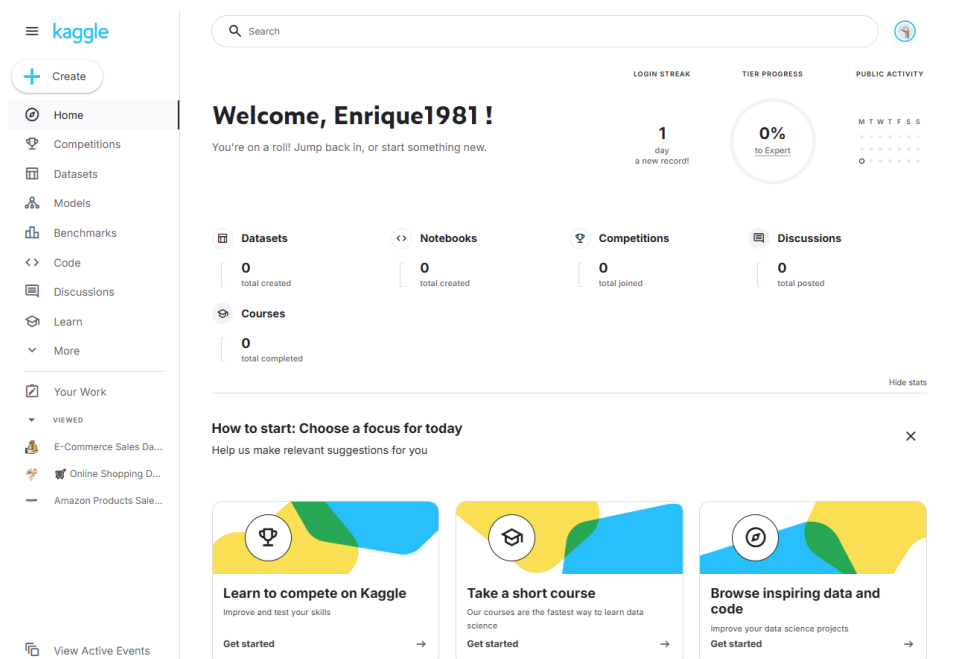 kaggle
Search
Create
Home
Competitions
Datasets
Models
Benchmarks
Code
Discussions
Learn
More
Your Work
VIEWED
E-Commerce Sales Da...
Online Shopping D...
Amazon Products Sale...
View Active Events
LOGIN STREAK
TIER PROGRESS
PUBLIC ACTIVITY
Welcome, Enrique1981 !
You're on a roll! Jump back in, or start something new.
1
day
a new record!
0%
to Expert
M T W T F S S
Datasets
0
total created
Notebooks
0
total created
Competitions
0
total joined
Discussions
0
total posted
Courses
0
total completed
Hide stats
How to start: Choose a focus for today
Help us make relevant suggestions for you
Learn to compete on Kaggle
Improve and test your skills
Get started
Take a short course
Our courses are the fastest way to learn data
science
Get started
Browse inspiring data and
code
Improve your data science projects
Get started